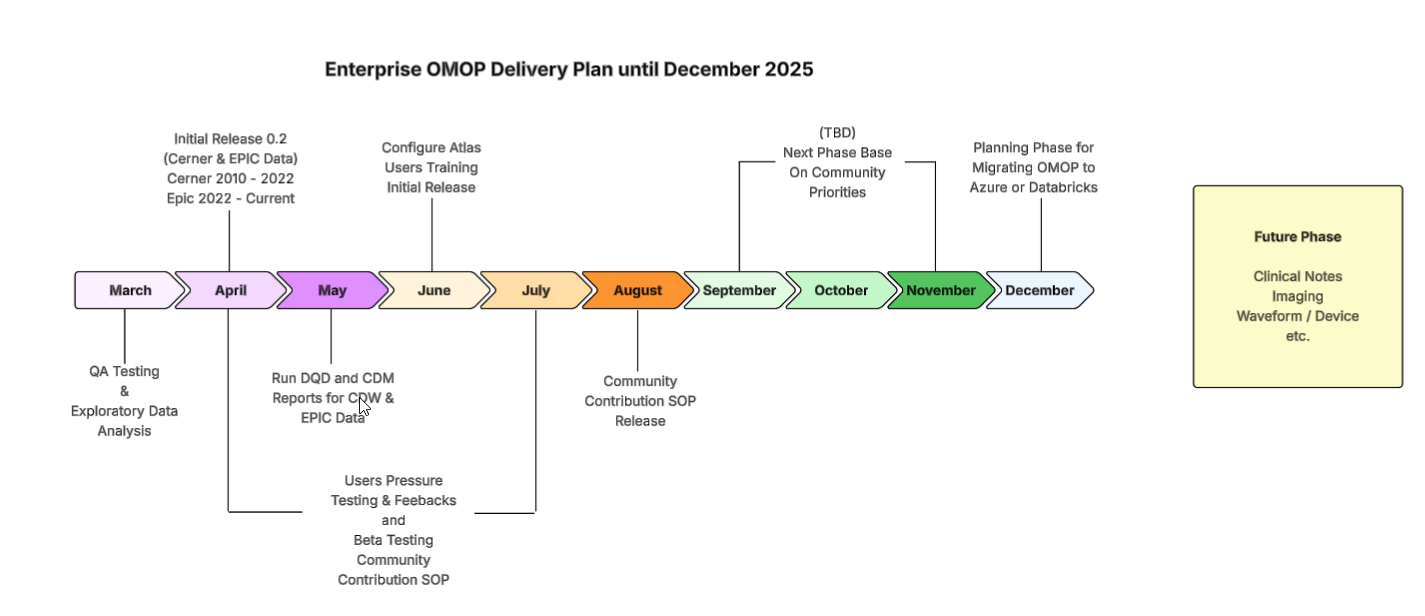 Enterprise OMOP Delivery Plan until December 2025
Initial Release 0.2
(Cerner & EPIC Data)
Cerner 2010 - 2022
Epic 2022 - Current
Configure Atlas
Users Training
Initial Release
(TBD)
Next Phase Base
On Community
Priorities
Planning Phase for
Migrating OMOP to
Azure or Databricks
March
April
May
June
July
August
September
October
November
December
QA Testing
&
Exploratory Data
Analysis
Run DQD and CDM
Reports for CDW &
EPIC Data
Community
Contribution SOP
Release
Users Pressure
Testing & Feebacks
and
Beta Testing
Community
Contribution SOP
Future Phase
Clinical Notes
Imaging
Waveform / Device
etc.